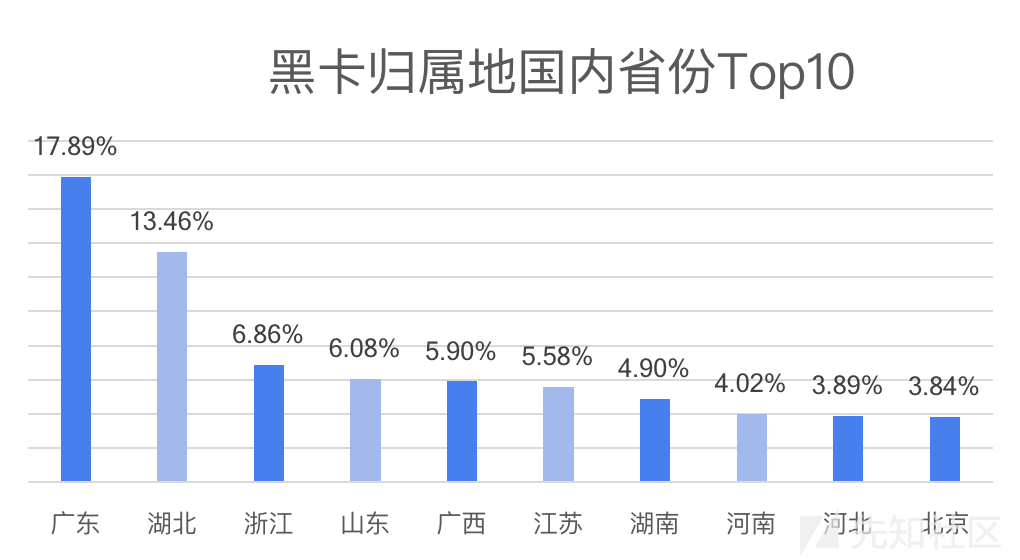 黑卡归属地国内省份Top10
17.89%
13.46%
6.86%
6.08%
5.90%
5.58%
4.90%
4.02%
3.89%
3.84%
广东
湖北
浙江
山东
广西
江苏
湖南
河南
河北
北京
先知社区